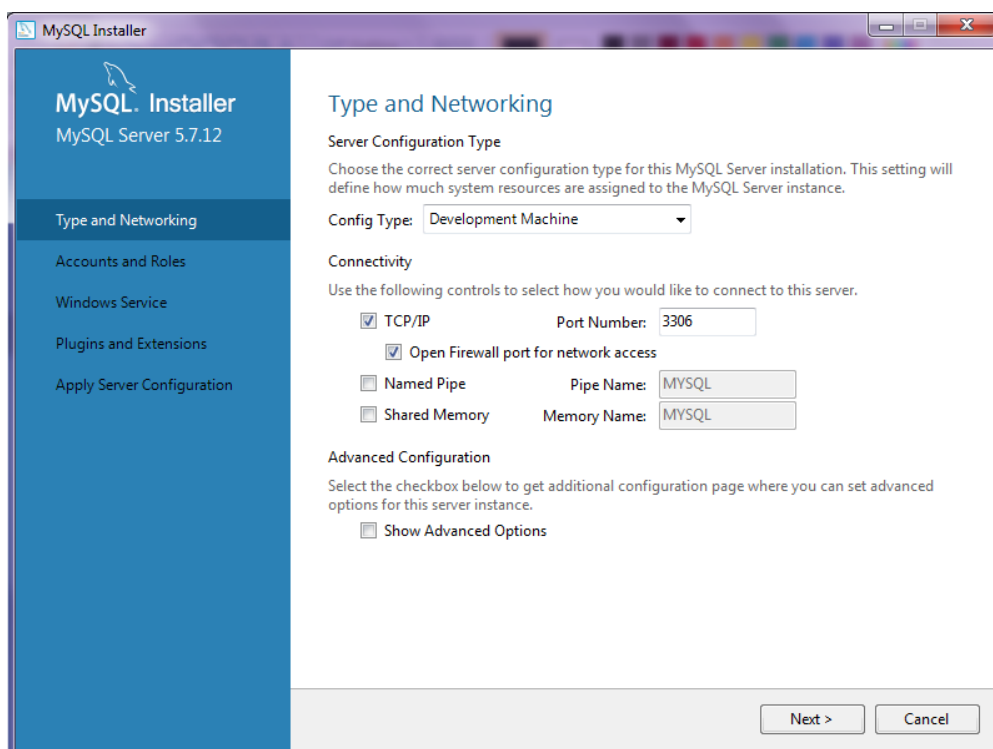 MySQL Installer
MySQL. Installer
MySQL Server 5.7.12
Type and Networking
Accounts and Roles
Windows Service
Plugins and Extensions
Apply Server Configuration
Type and Networking
Server Configuration Type
Choose the correct server configuration type for this MySQL Server installation. This setting will
define how much system resources are assigned to the MySQL Server instance.
Config Type: Development Machine
Connectivity
Use the following controls to select how you would like to connect to this server.
TCP/IP Port Number: 3306
Open Firewall port for network access
Named Pipe Pipe Name: MYSQL
Shared Memory Memory Name: MYSQL
Advanced Configuration
Select the checkbox below to get additional configuration page where you can set advanced
options for this server instance.
Show Advanced Options
Next > Cancel